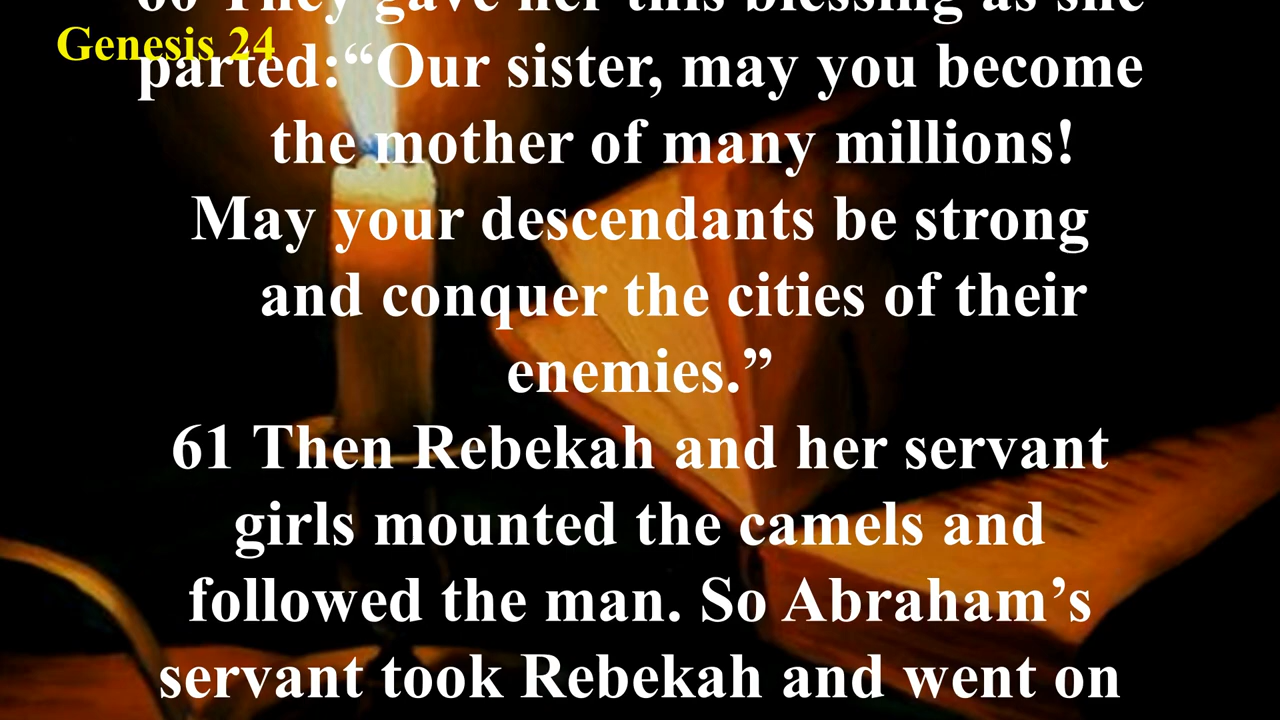 60 They gave her this blessing as she
Genesis 24
parted:“Our sister, may you become
the mother of many millions!
May your descendants be strong
and conquer the cities of their
enemies.”
61 Then Rebekah and her servant
girls mounted the camels and
followed the man. So Abraham’s
servant took Rebekah and went on